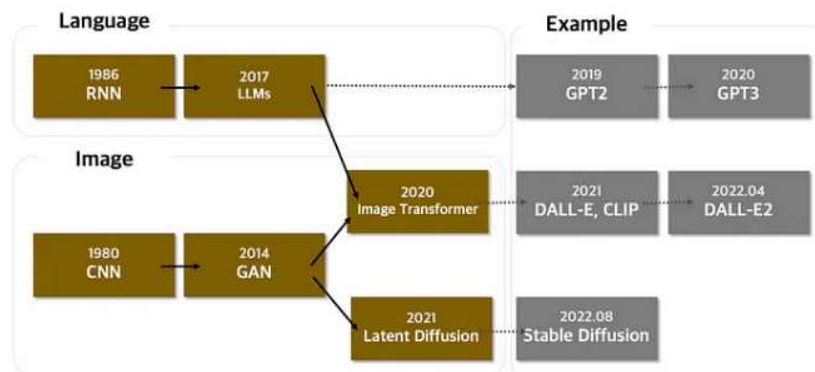 Language
Example
1986
RNN
2017
LLMs
2019
GPT2
2020
GPT3
Image
2020
Image Transformer
2021
DALL-E, CLIP
2022.04
DALL-E2
1980
CNN
2014
GAN
2021
Latent Diffusion
2022.08
Stable Diffusion